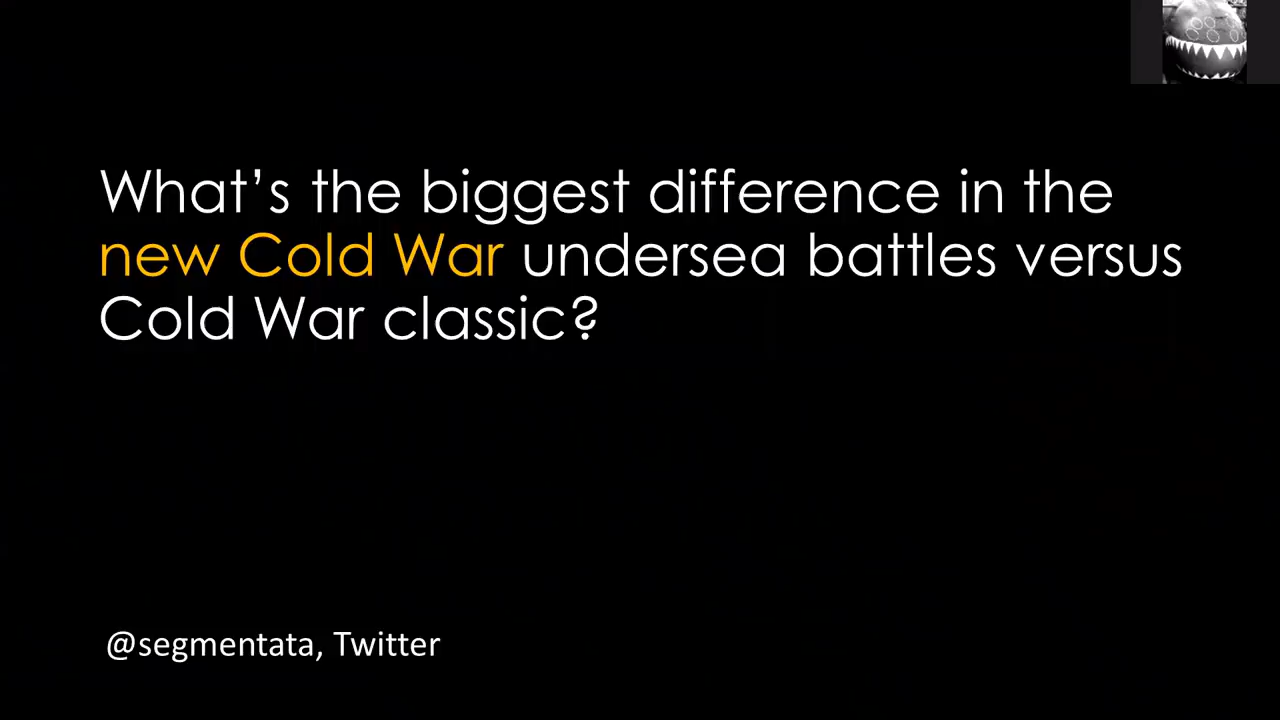 What’s the biggest difference in the
new Cold War undersea battles versus
Cold War classic?
@segmentata, Twitter